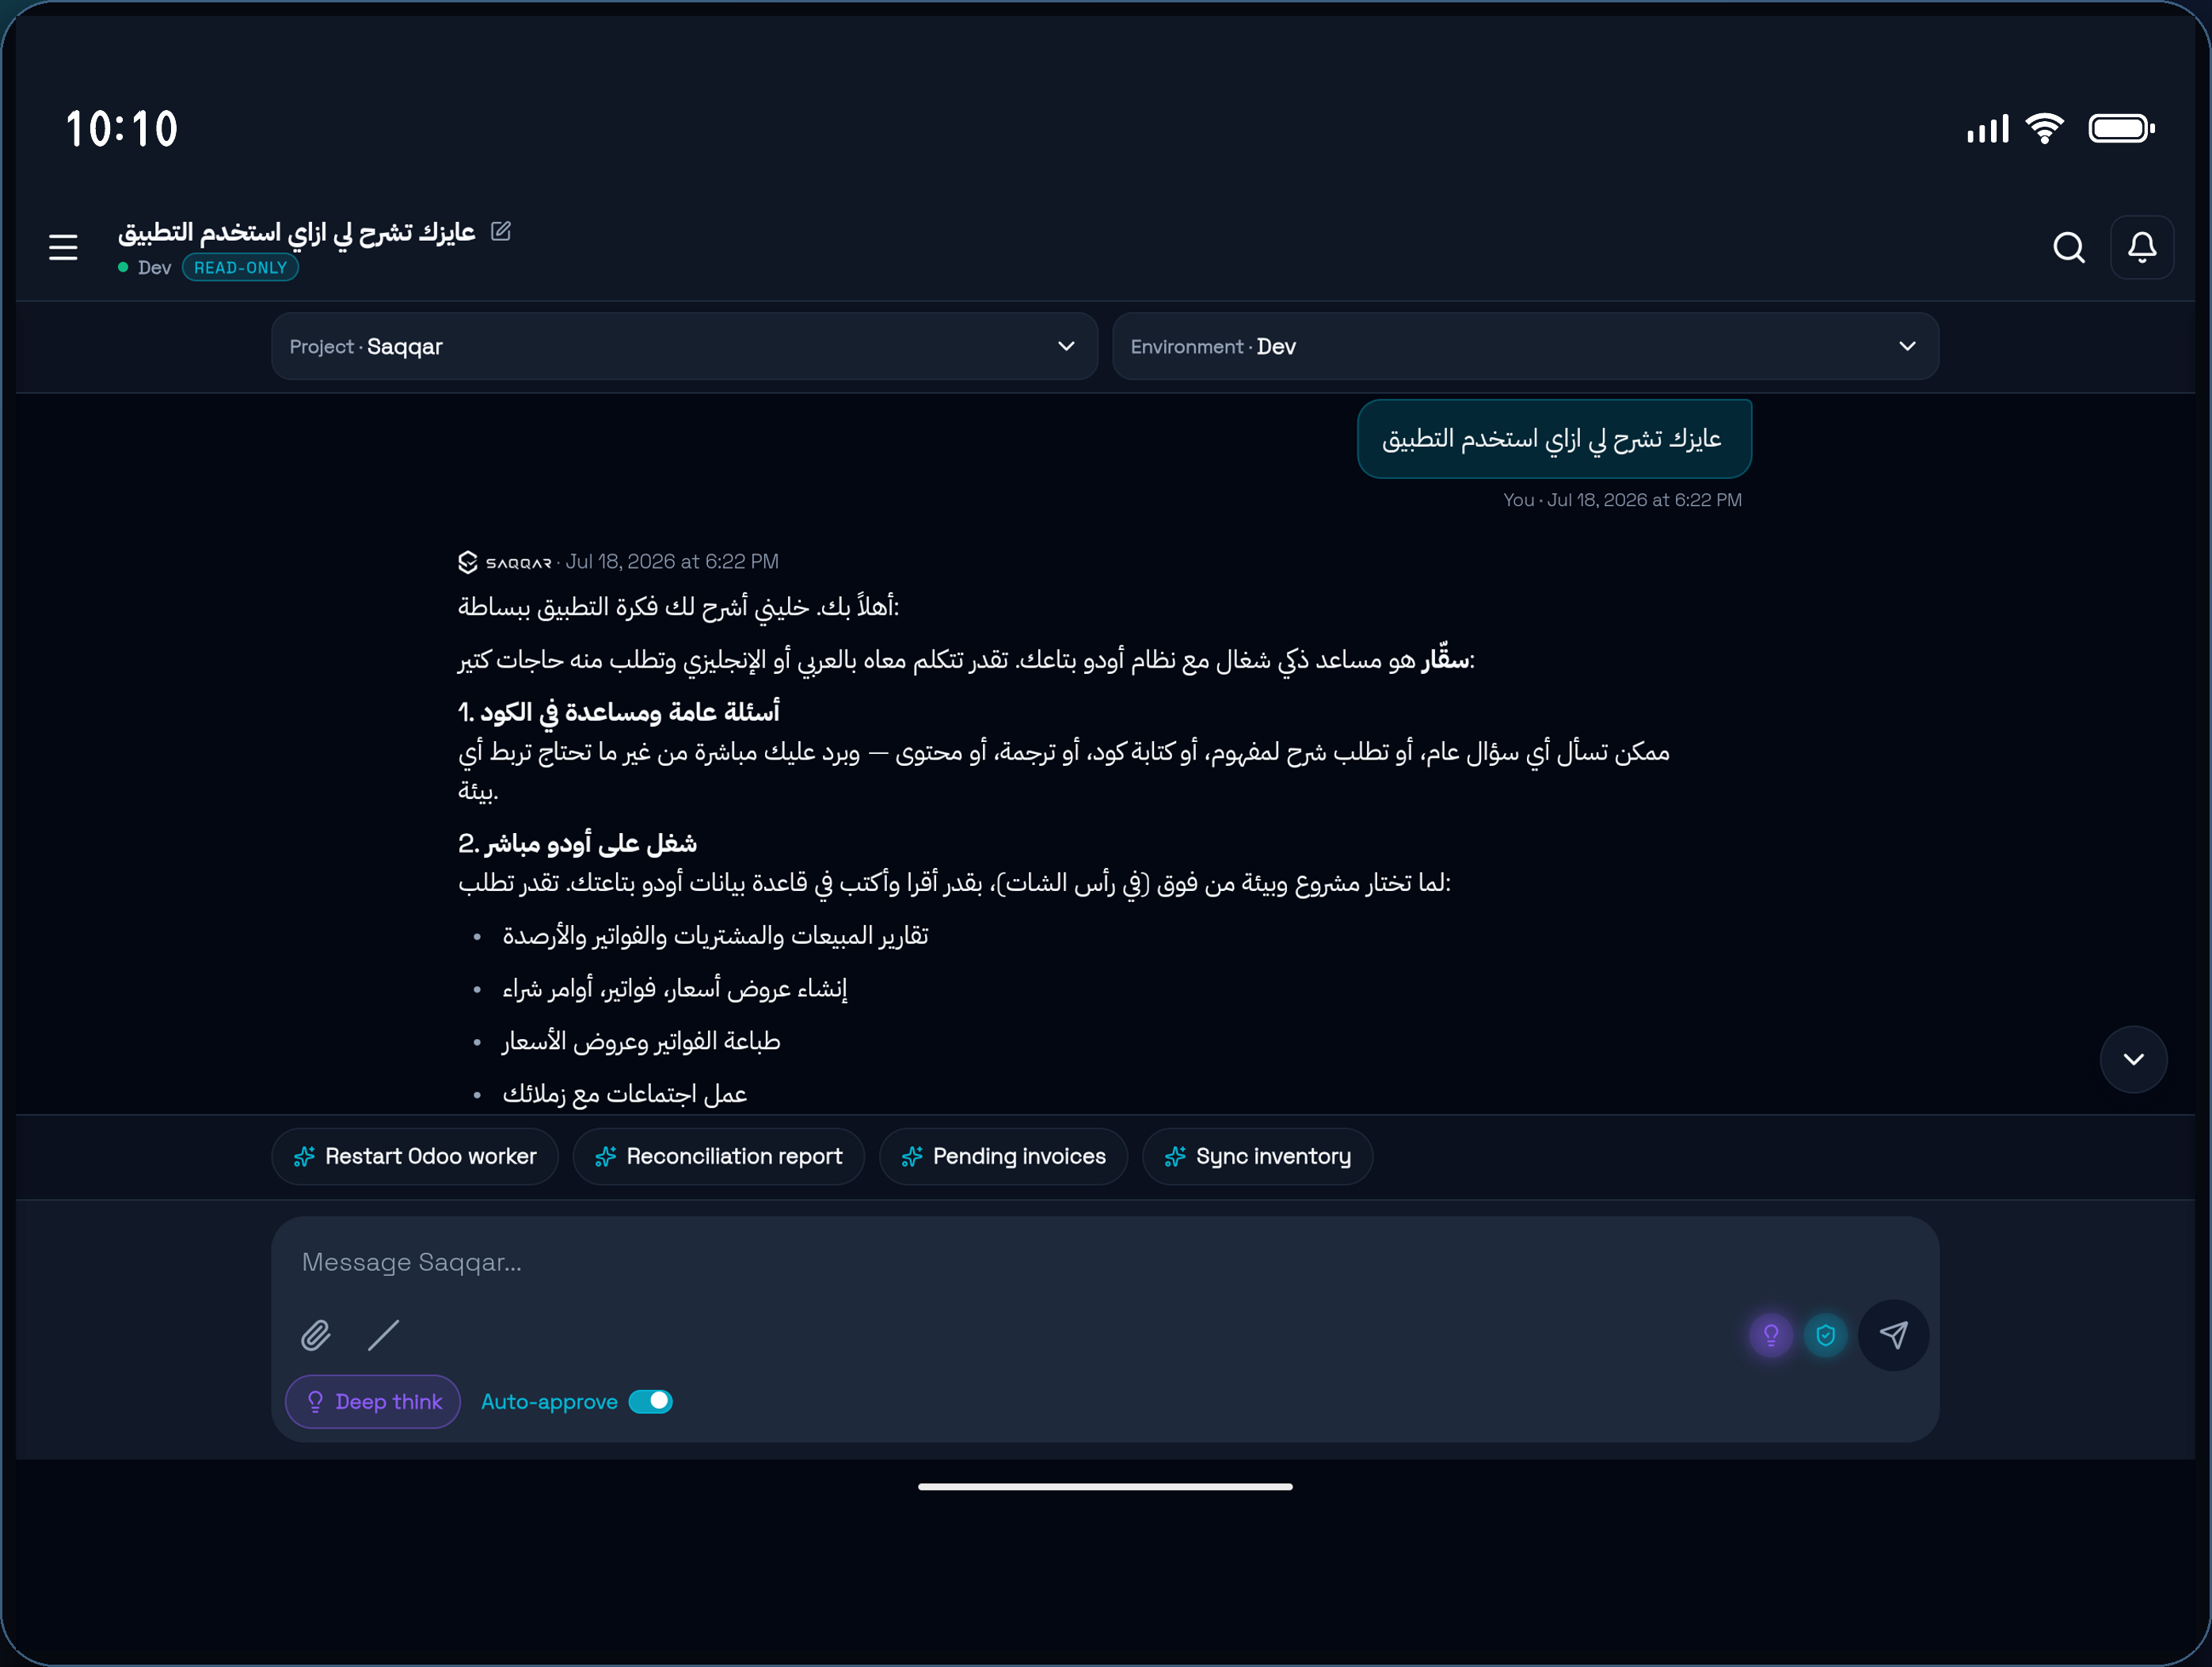 10:10
عايزك تشرح لي ازاي استخدم التطبيق
Dev READ-ONLY
Project · Saqqar
Environment · Dev
عايزك تشرح لي ازاي استخدم التطبيق
You · Jul 18, 2026 at 6:22 PM
SAQQAR · Jul 18, 2026 at 6:22 PM
أهلاً بك. خليني أشرح لك فكرة التطبيق ببساطة:
سقّار هو مساعد ذكي شغال مع نظام أودو بتاعك. تقدر تتكلم معاه بالعربي أو الإنجليزي وتطلب منه حاجات كتير:
1. أسئلة عامة ومساعدة في الكود
ممكن تسأل أي سؤال عام، أو تطلب شرح لمفهوم، أو كتابة كود، أو ترجمة، أو محتوى — وبرد عليك مباشرة من غير ما تحتاج تربط أي
بيئة.
2. شغل على أودو مباشر
لما تختار مشروع وبيئة من فوق (في رأس الشات)، بقدر أقرا وأكتب في قاعدة بيانات أودو بتاعتك. تقدر تطلب:
• تقارير المبيعات والمشتريات والفواتير والأرصدة
• إنشاء عروض أسعار، فواتير، أوامر شراء
• طباعة الفواتير وعروض الأسعار
• عمل اجتماعات مع زملائك
Restart Odoo worker
Reconciliation report
Pending invoices
Sync inventory
Message Saqqar...
Deep think
Auto-approve